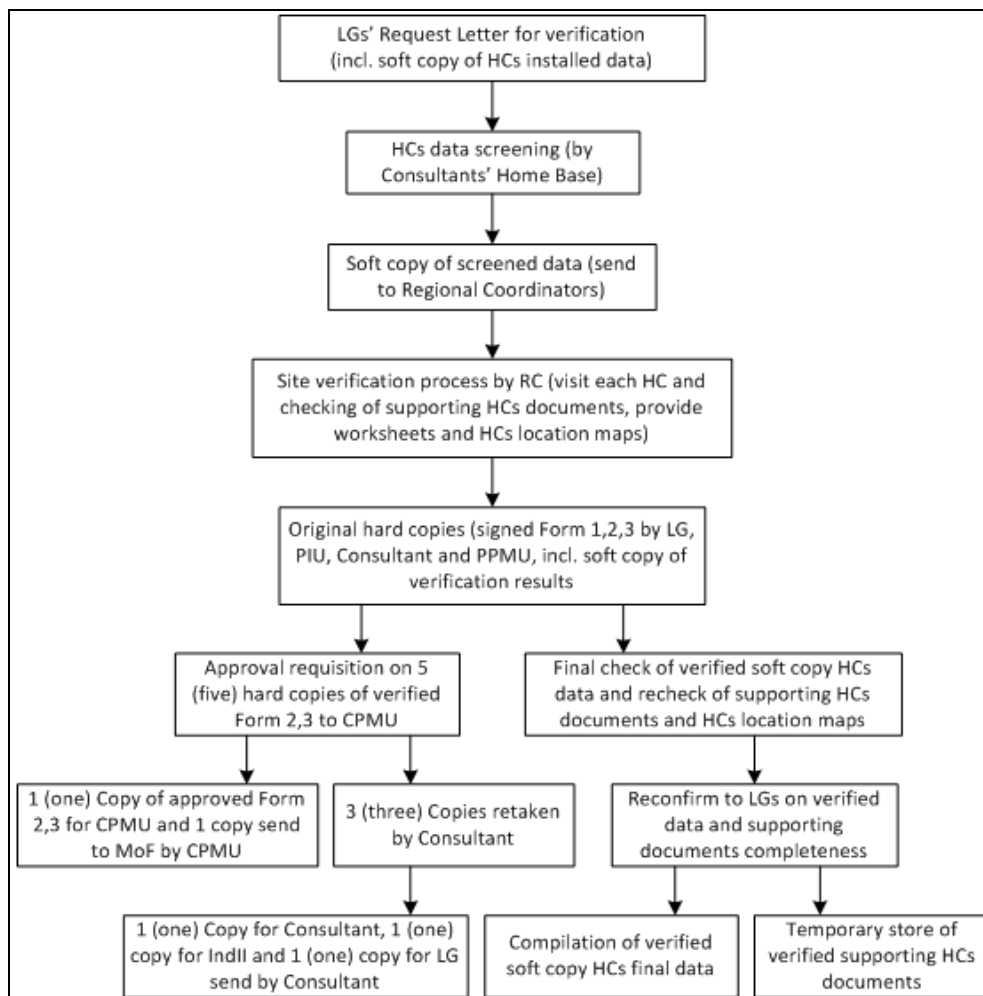 LGs' Request Letter for verification
(incl. soft copy of HCs installed data)
HCs data screening (by
Consultants' Home Base)
Soft copy of screened data (send
to Regional Coordinators)
Site verification process by RC (visit each HC and
checking of supporting HCs documents, provide
worksheets and HCs location maps)
Original hard copies (signed Form 1,2,3 by LG,
PIU, Consultant and PPMU, incl. soft copy of
verification results
Approval requisition on 5
(five) hard copies of verified
Form 2,3 to CPMU
Final check of verified soft copy HCs
data and recheck of supporting HCs
documents and HCs location maps
1 (one) Copy of approved Form
2,3 for CPMU and 1 copy send
to MoF by CPMU
3 (three) Copies retaken
by Consultant
Reconfirm to LGs on verified
data and supporting
documents completeness
1 (one) Copy for Consultant, 1 (one)
copy for IndII and 1 (one) copy for LG
send by Consultant
Compilation of verified
soft copy HCs final data
Temporary store of
verified supporting HCs
documents